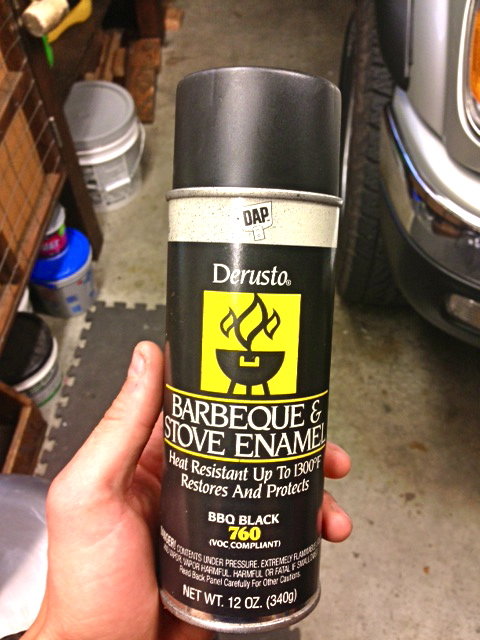 DAP
Derusto®
BARBEQUE &
STOVE ENAMEL
Heat Resistant Up To 1300°F
Restores And Protects
BBQ BLACK
760
(VOC COMPLIANT)
DANGER! CONTENTS UNDER PRESSURE. EXTREMELY FLAMMABLE
AND VAPOR. VAPOR HARMFUL. HARMFUL OR FATAL IF
Read Back Panel Carefully For Other Cautions.
NET WT. 12 OZ. (340g)